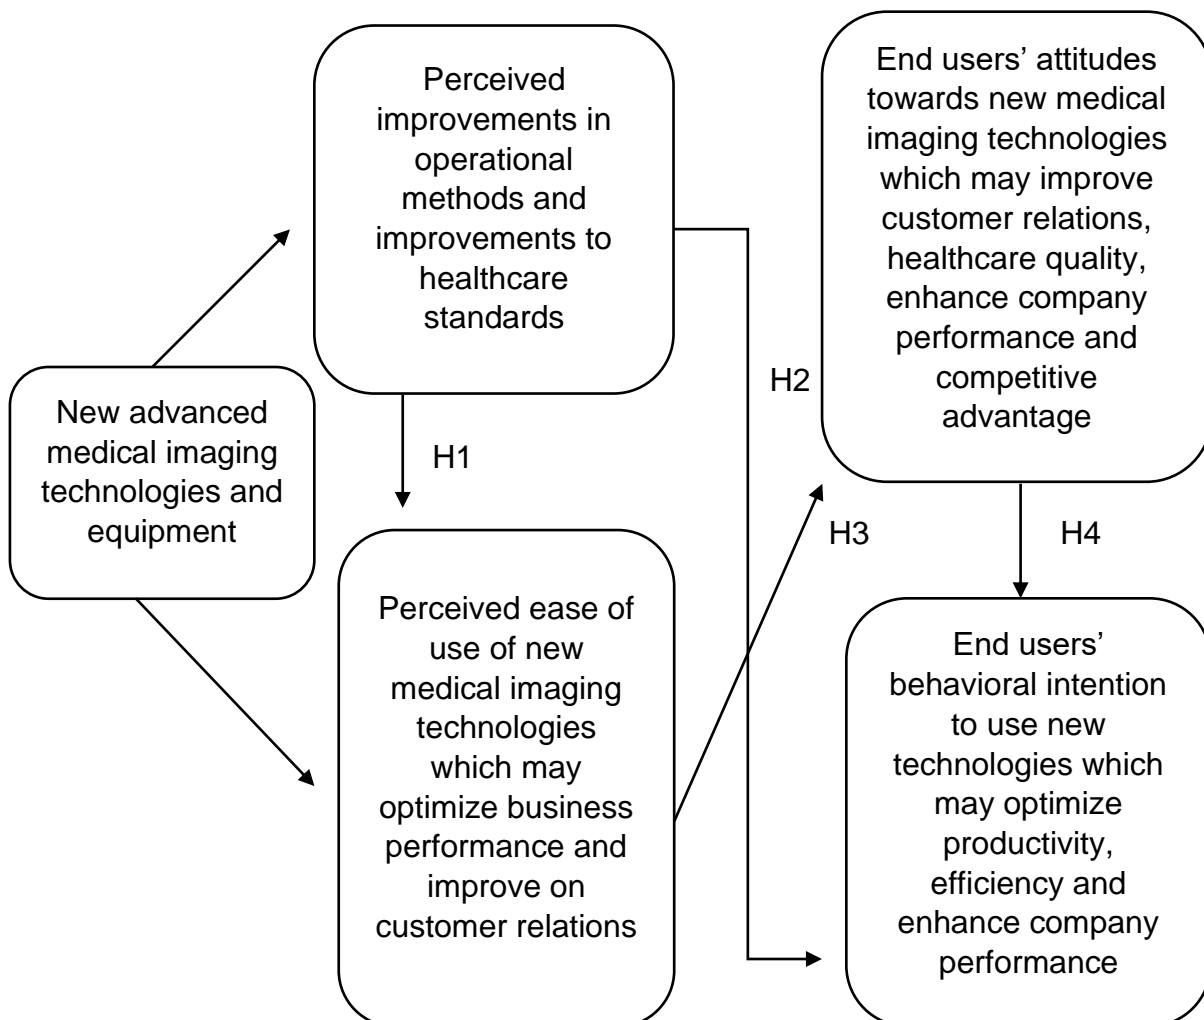 New advanced
medical imaging
technologies and
equipment
Perceived
improvements in
operational
methods and
improvements to
healthcare
standards
H1
Perceived ease of
use of new
medical imaging
technologies
which may
optimize business
performance and
improve on
customer relations
H2
H3
End users’ attitudes
towards new medical
imaging technologies
which may improve
customer relations,
healthcare quality,
enhance company
performance and
competitive
advantage
H4
End users’
behavioral intention
to use new
technologies which
may optimize
productivity,
efficiency and
enhance company
performance